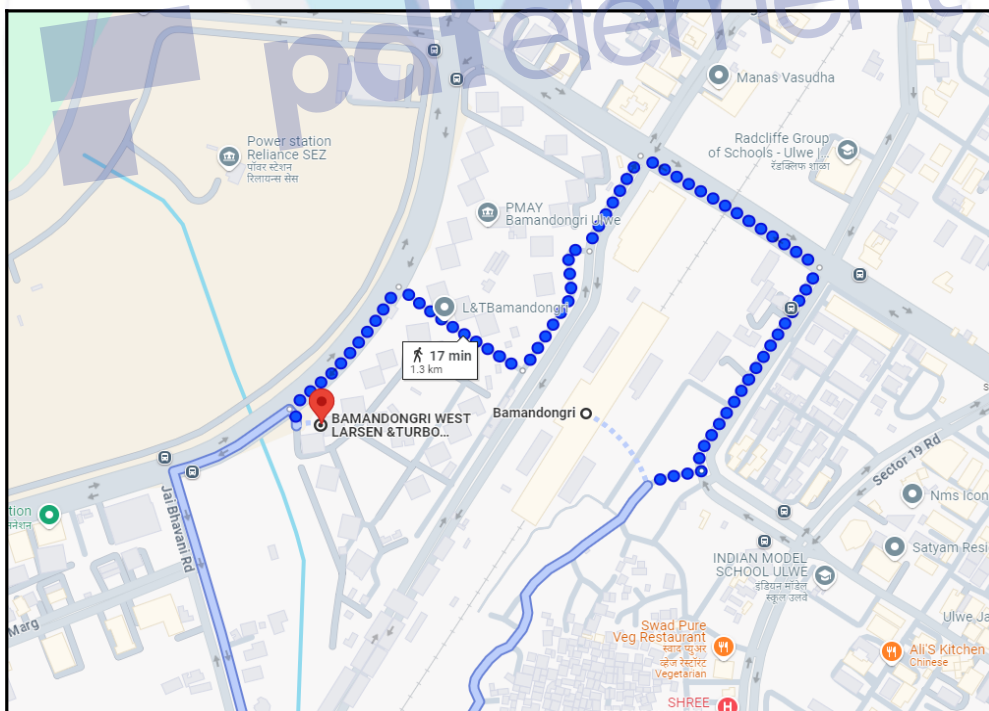 Manas Vasudha
Power station
Reliance SEZ
पॉवर स्टेशन
रिलायन्स सेस
Radcliffe Group
of Schools - Ulwe |...
रॅडक्लिफ शाळा
PMAY
Bamandongri Ulwe
L&TBamandongri
17 min
1.3 km
BAMANDONGRI WEST
LARSEN &TURBO...
Bamandongri
Sector 19 Rd
Jai Bhavani Rd
Nms Icon
Satyam Resi
INDIAN MODEL
SCHOOL ULWE
इंडियन मॉडेल
स्कूल उलवे
Marg
Swad Pure
Veg Restaurant
स्वाद प्युअर
व्हेज रेस्टॉरंट
Vegetarian
Ulwe Ja
Ali'S Kitchen
Chinese
SHREE
H